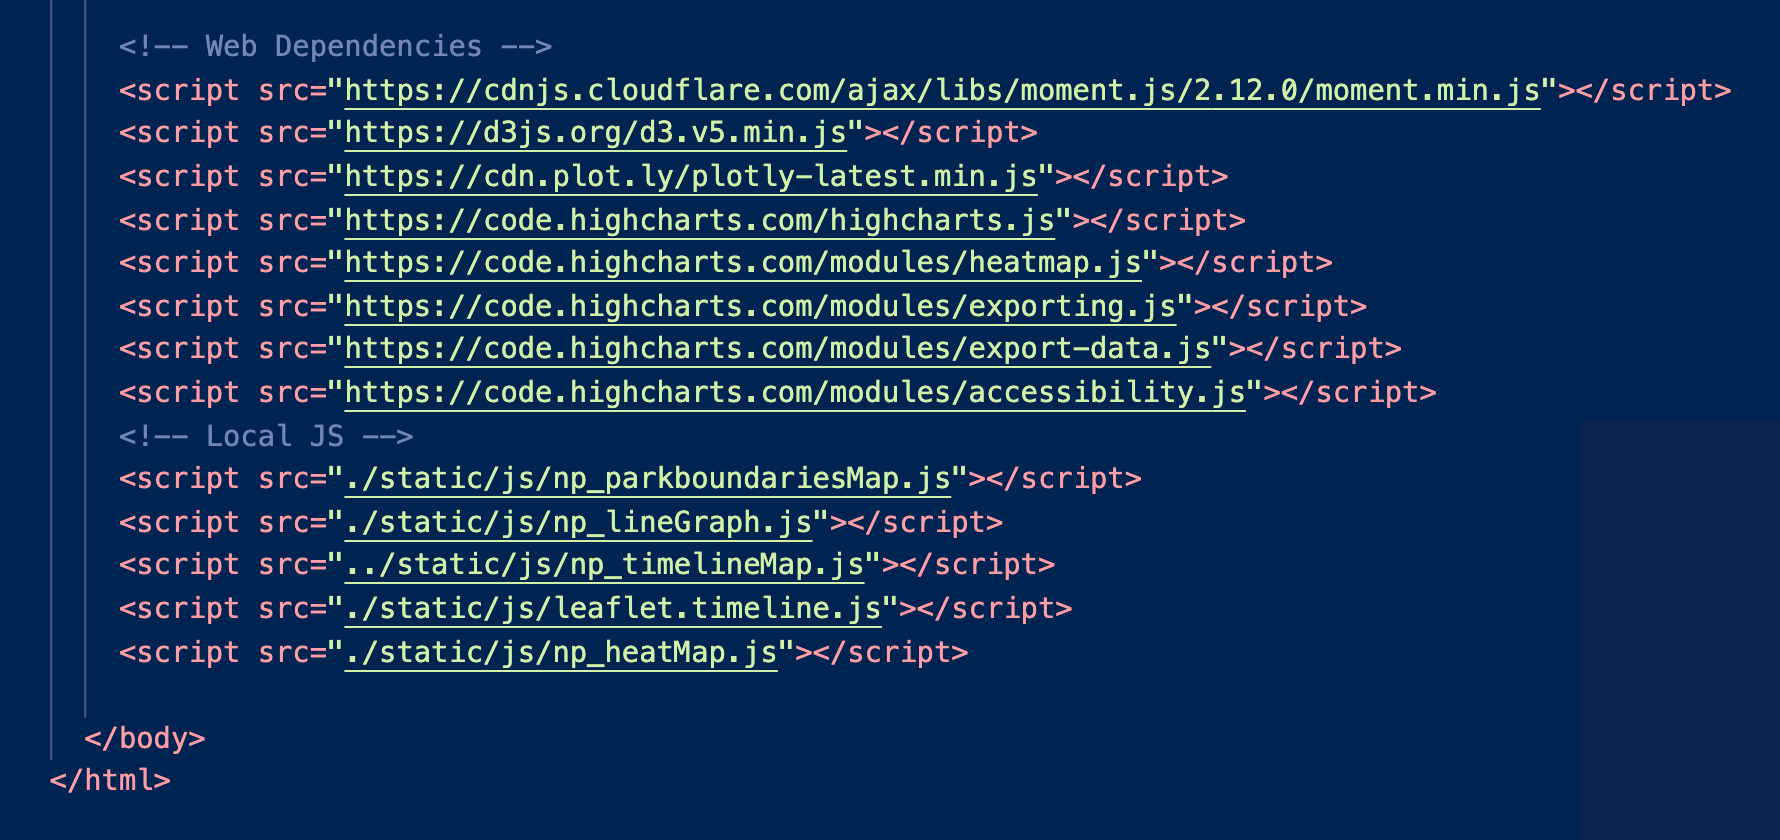 <!-- Web Dependencies -->
<script src="https://cdnjs.cloudflare.com/ajax/libs/moment.js/2.12.0/moment.min.js"></script>
<script src="https://d3js.org/d3.v5.min.js"></script>
<script src="https://cdn.plot.ly/plotly-latest.min.js"></script>
<script src="https://code.highcharts.com/highcharts.js"></script>
<script src="https://code.highcharts.com/modules/heatmap.js"></script>
<script src="https://code.highcharts.com/modules/exporting.js"></script>
<script src="https://code.highcharts.com/modules/export-data.js"></script>
<script src="https://code.highcharts.com/modules/accessibility.js"></script>
<!-- Local JS -->
<script src="./static/js/np_parkboundariesMap.js"></script>
<script src="./static/js/np_lineGraph.js"></script>
<script src="../static/js/np_timelineMap.js"></script>
<script src="./static/js/leaflet.timeline.js"></script>
<script src="./static/js/np_heatMap.js"></script>
</body>
</html>